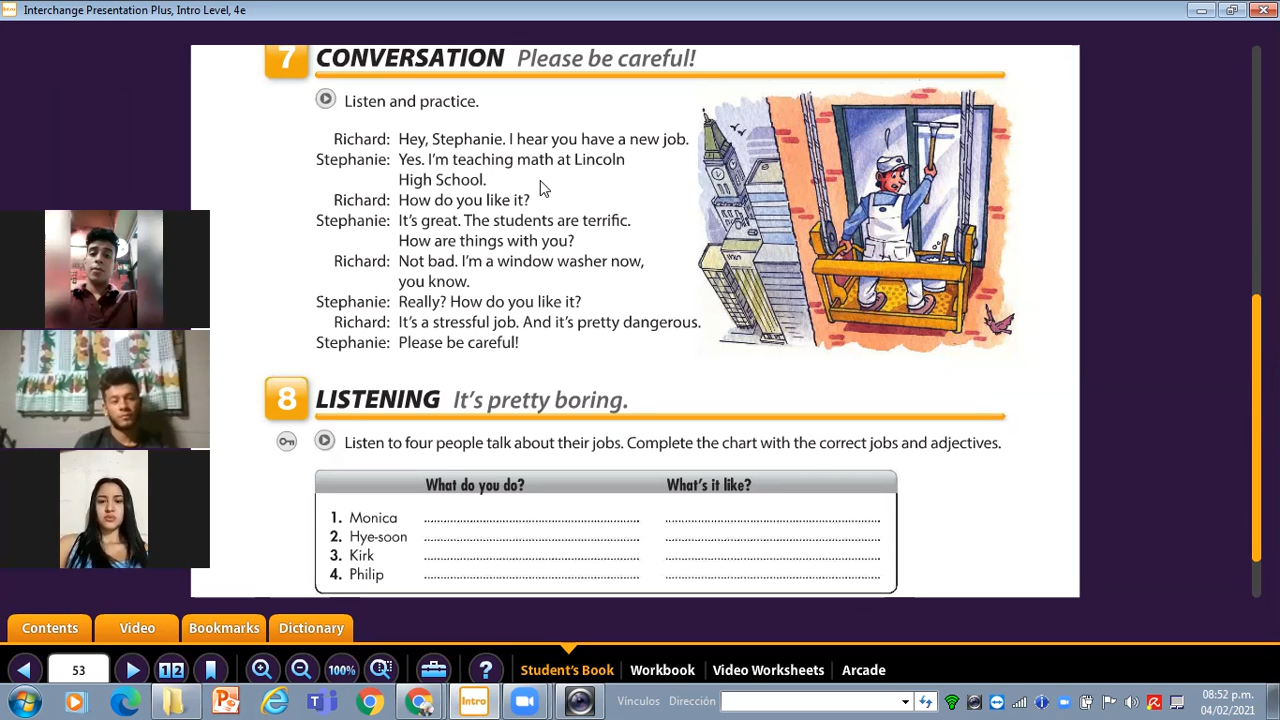 Interchange Presentation Plus, Intro Level, 4e
7 CONVERSATION Please be careful!
Listen and practice.
Richard: Hey, Stephanie. I hear you have a new job.
Stephanie: Yes. I'm teaching math at Lincoln
High School.
Richard: How do you like it?
Stephanie: It's great. The students are terrific.
How are things with you?
Richard: Not bad. I'm a window washer now,
you know.
Stephanie: Really? How do you like it?
Richard: It's a stressful job. And it's pretty dangerous.
Stephanie: Please be careful!
8 LISTENING It's pretty boring.
Listen to four people talk about their jobs. Complete the chart with the correct jobs and adjectives.
What do you do? What's it like?
1. Monica
2. Hye-soon
3. Kirk
4. Philip
Contents Video Bookmarks Dictionary
53 12 100% Student's Book Workbook Video Worksheets Arcade
Intro Vínculos Dirección 08:52 p.m.
04/02/2021